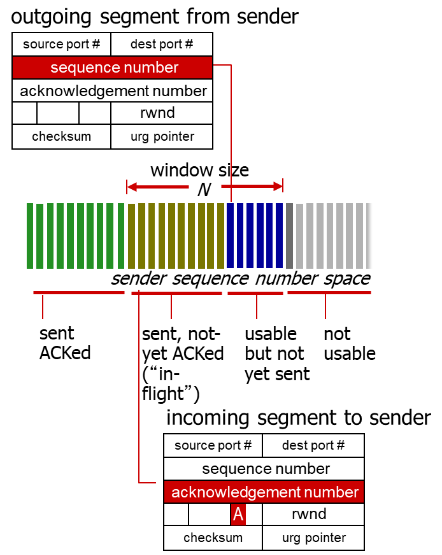 outgoing segment from sender
source port # dest port #
sequence number
acknowledgement number
rwnd
checksum urg pointer
window size
N
sender sequence number space
sent
ACKed
sent, not-
yet ACKed
(“in-
flight”)
usable
but not
yet sent
not
usable
incoming segment to sender
source port # dest port #
sequence number
acknowledgement number
A rwnd
checksum urg pointer